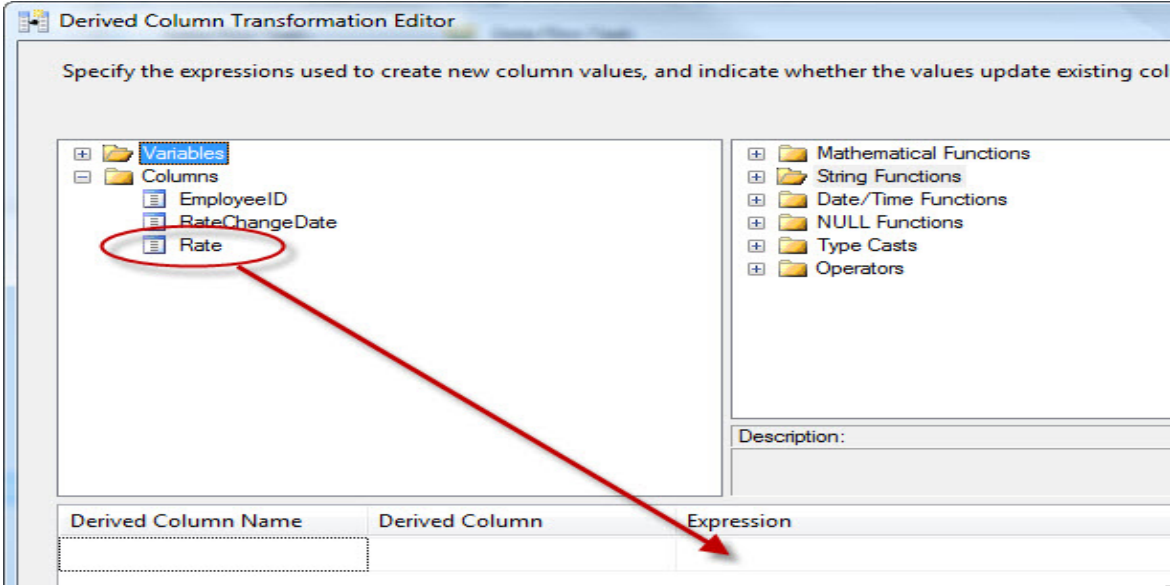 Derived Column Transformation Editor
Specify the expressions used to create new column values, and indicate whether the values update existing col
Variables
Columns
EmployeeID
RateChangeDate
Rate
Mathematical Functions
String Functions
Date/Time Functions
NULL Functions
Type Casts
Operators
Description:
Derived Column Name Derived Column Expression